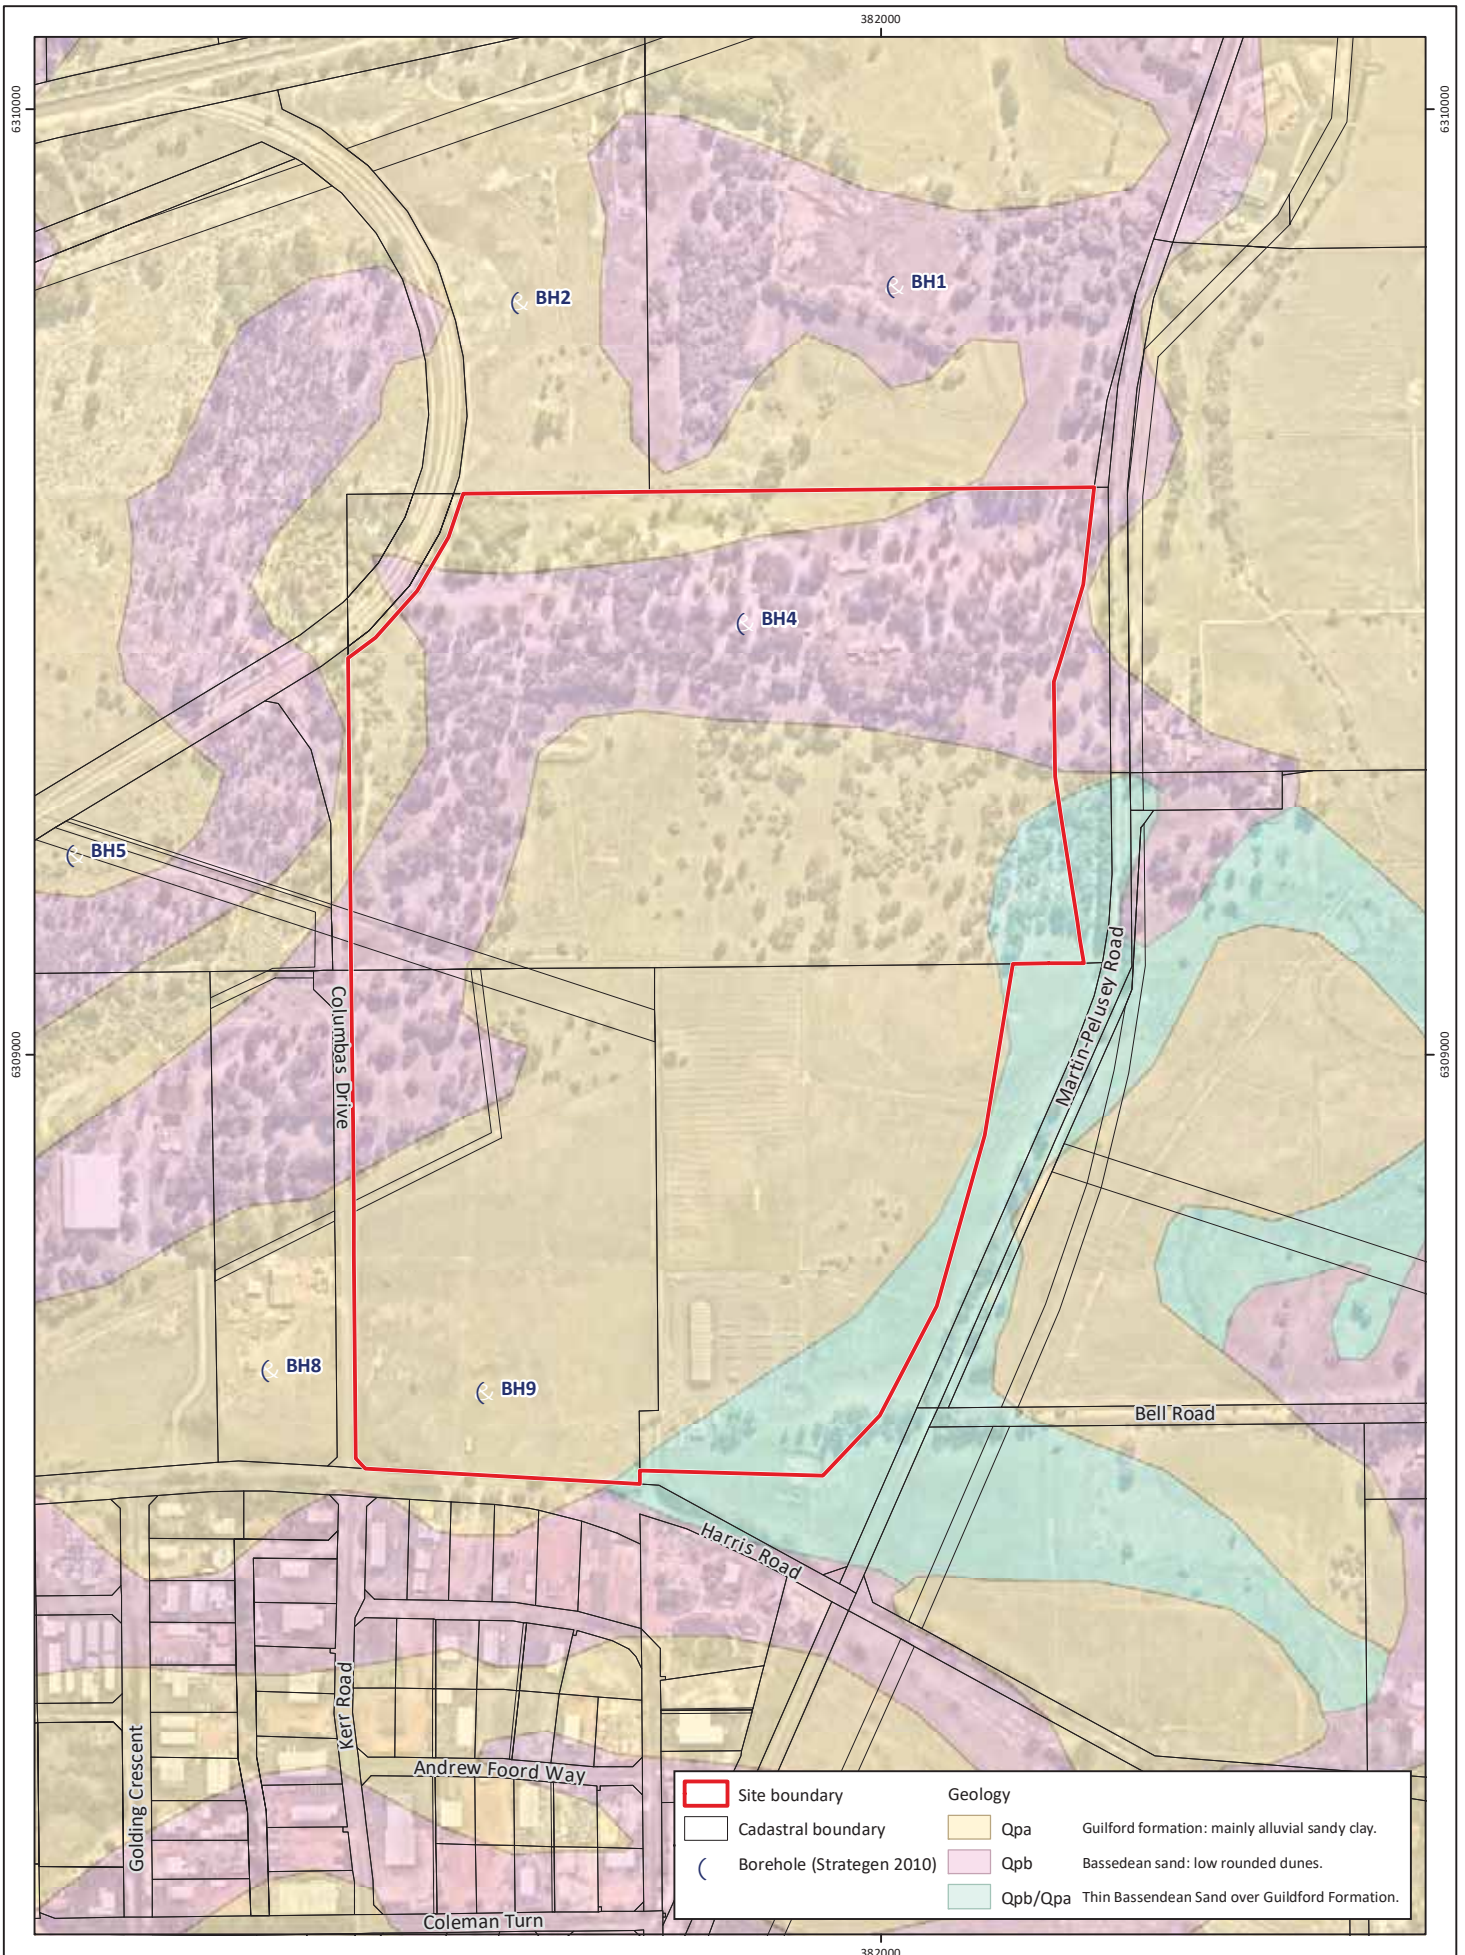 382000
6310000
6310000
BH1
BH2
BH4
BH5
Martin-Pelusey Road
Columbas Drive
6309000
6309000
BH8
BH9
Bell Road
Harris Road
Kerr Road
Golding Crescent
Andrew Foord Way
Coleman Turn
Site boundary
Cadastral boundary
Borehole (Strategen 2010)
Geology
Qpa Guilford formation: mainly alluvial sandy clay.
Qpb Bassedean sand: low rounded dunes.
Qpb/Qpa Thin Bassendean Sand over Guildford Formation.
382000